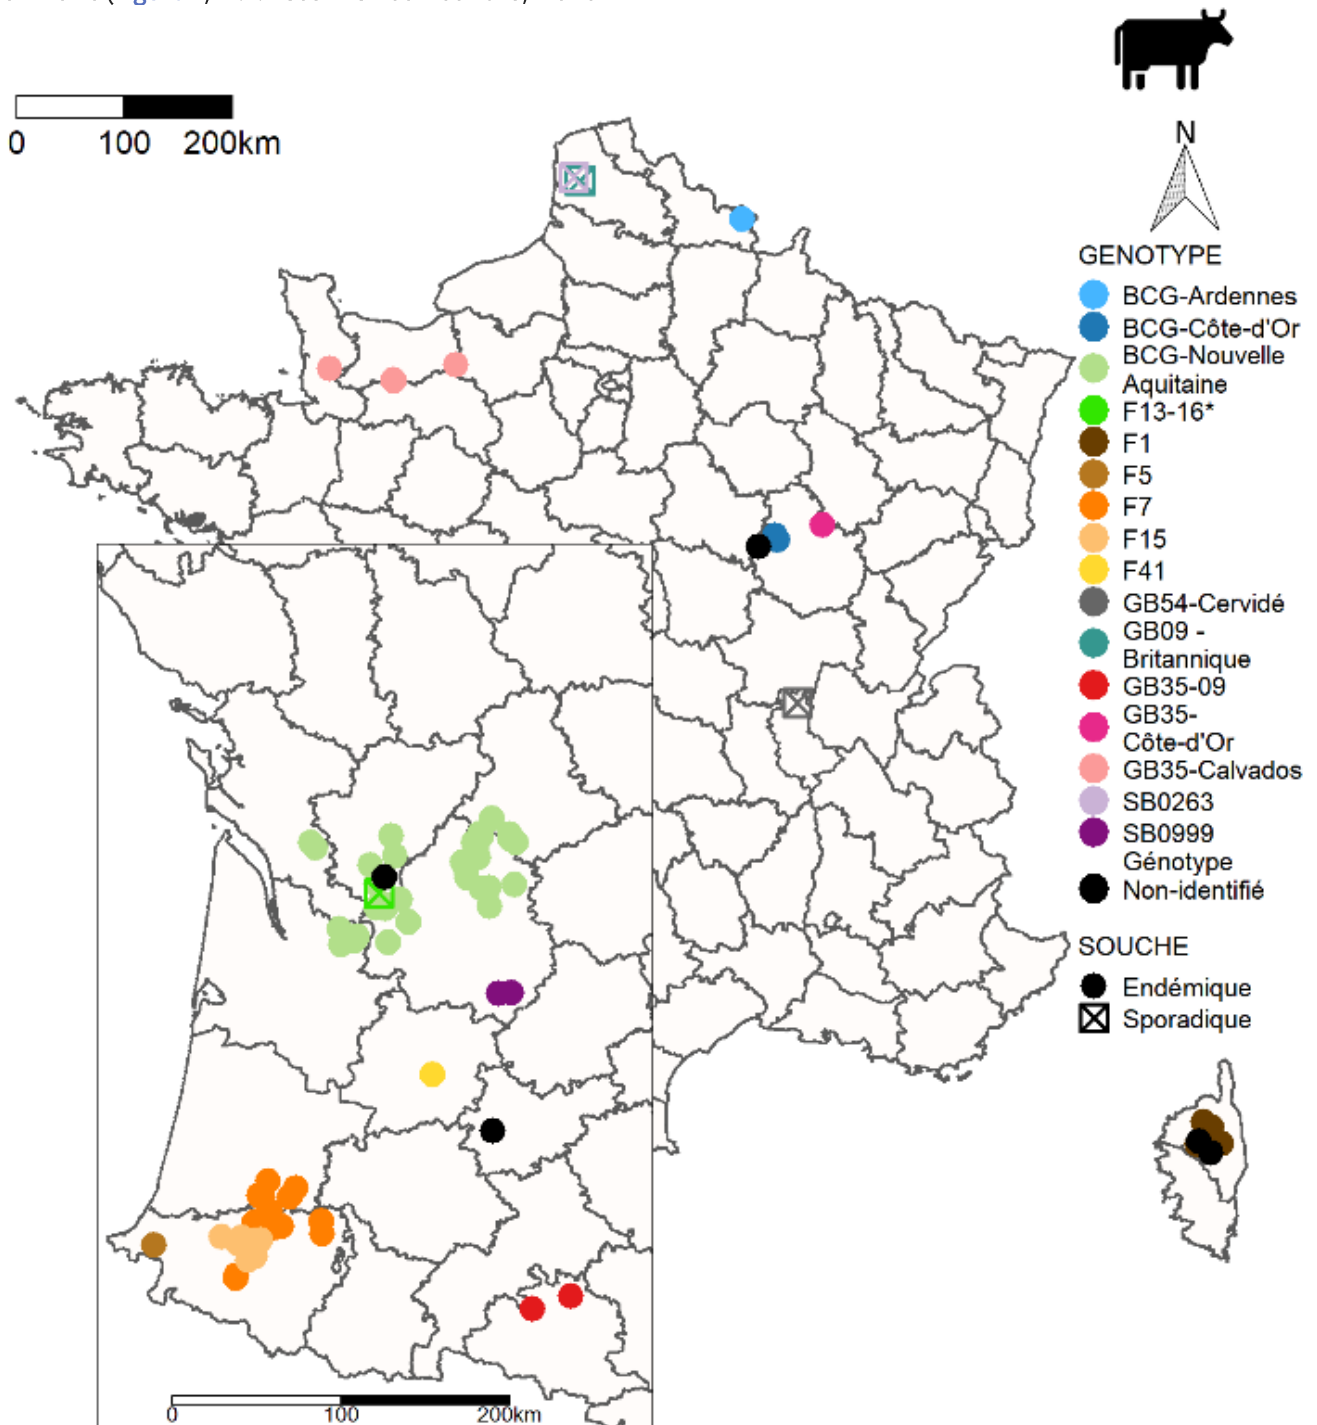 0 100 200km
N
GENOTYPE
BCG-Ardennes
BCG-Côte-d'Or
BCG-Nouvelle
Aquitaine
F13-16*
F1
F5
F7
F15
F41
GB54-Cervidé
GB09 -
Britannique
GB35-09
GB35-
Côte-d'Or
GB35-Calvados
SB0263
SB0999
Génotype
Non-identifié
SOUCHE
Endémique
Sporadique
0 100 200km